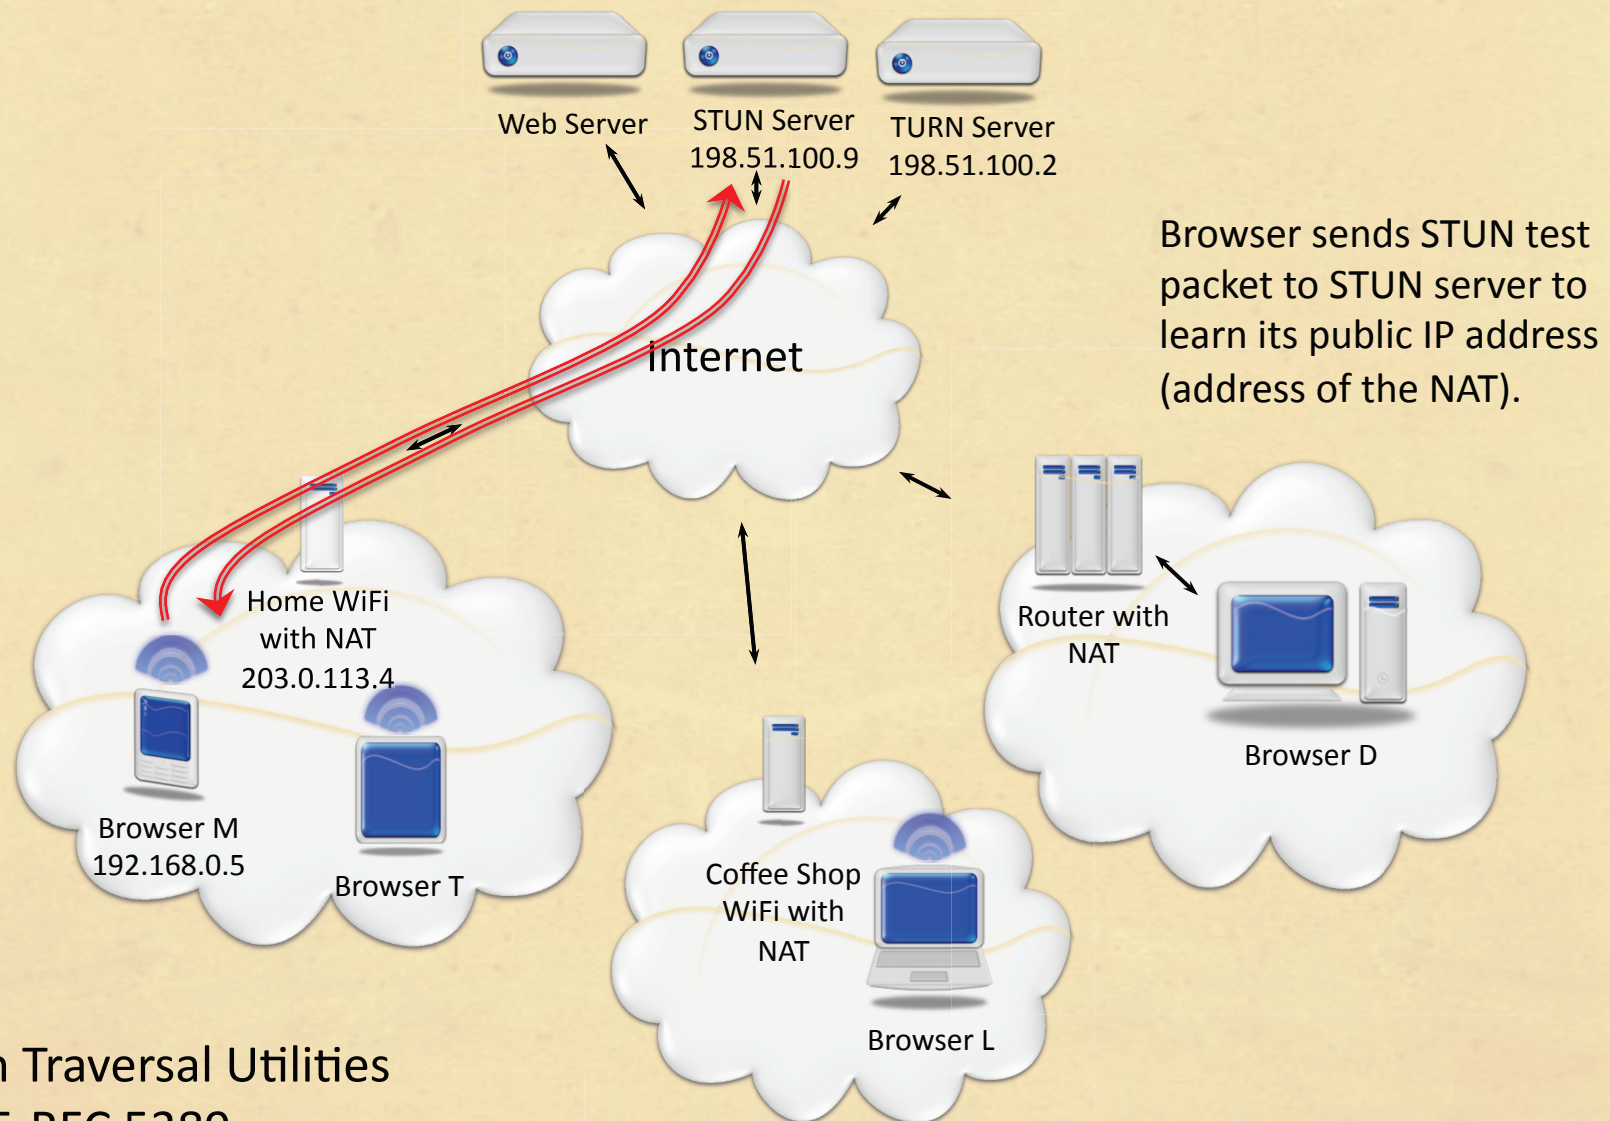 Web Server
STUN Server
198.51.100.9
TURN Server
198.51.100.2
Browser sends STUN test
packet to STUN server to
learn its public IP address
(address of the NAT).
internet
Home WiFi
with NAT
203.0.113.4
Router with
NAT
Browser D
Browser M
192.168.0.5
Browser T
Coffee Shop
WiFi with
NAT
Browser L
Traversal Utilities
RFC 5389